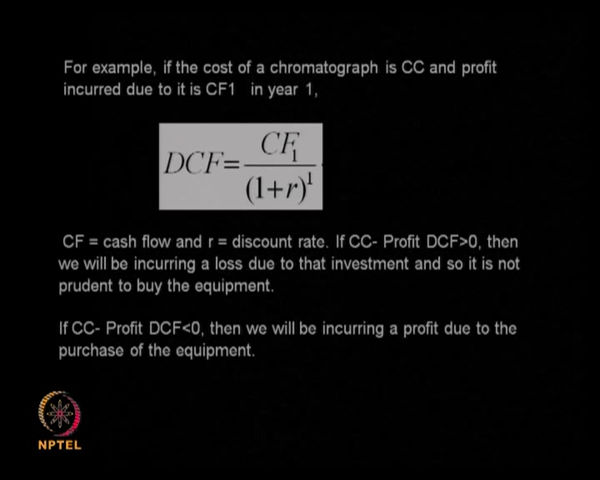 For example, if the cost of a chromatograph is CC and profit
incurred due to it is CF1 in year 1,
DCF = CF₁ / (1+r)¹
CF = cash flow and r = discount rate. If CC- Profit DCF>0, then
we will be incurring a loss due to that investment and so it is not
prudent to buy the equipment.
If CC- Profit DCF<0, then we will be incurring a profit due to the
purchase of the equipment.
NPTEL